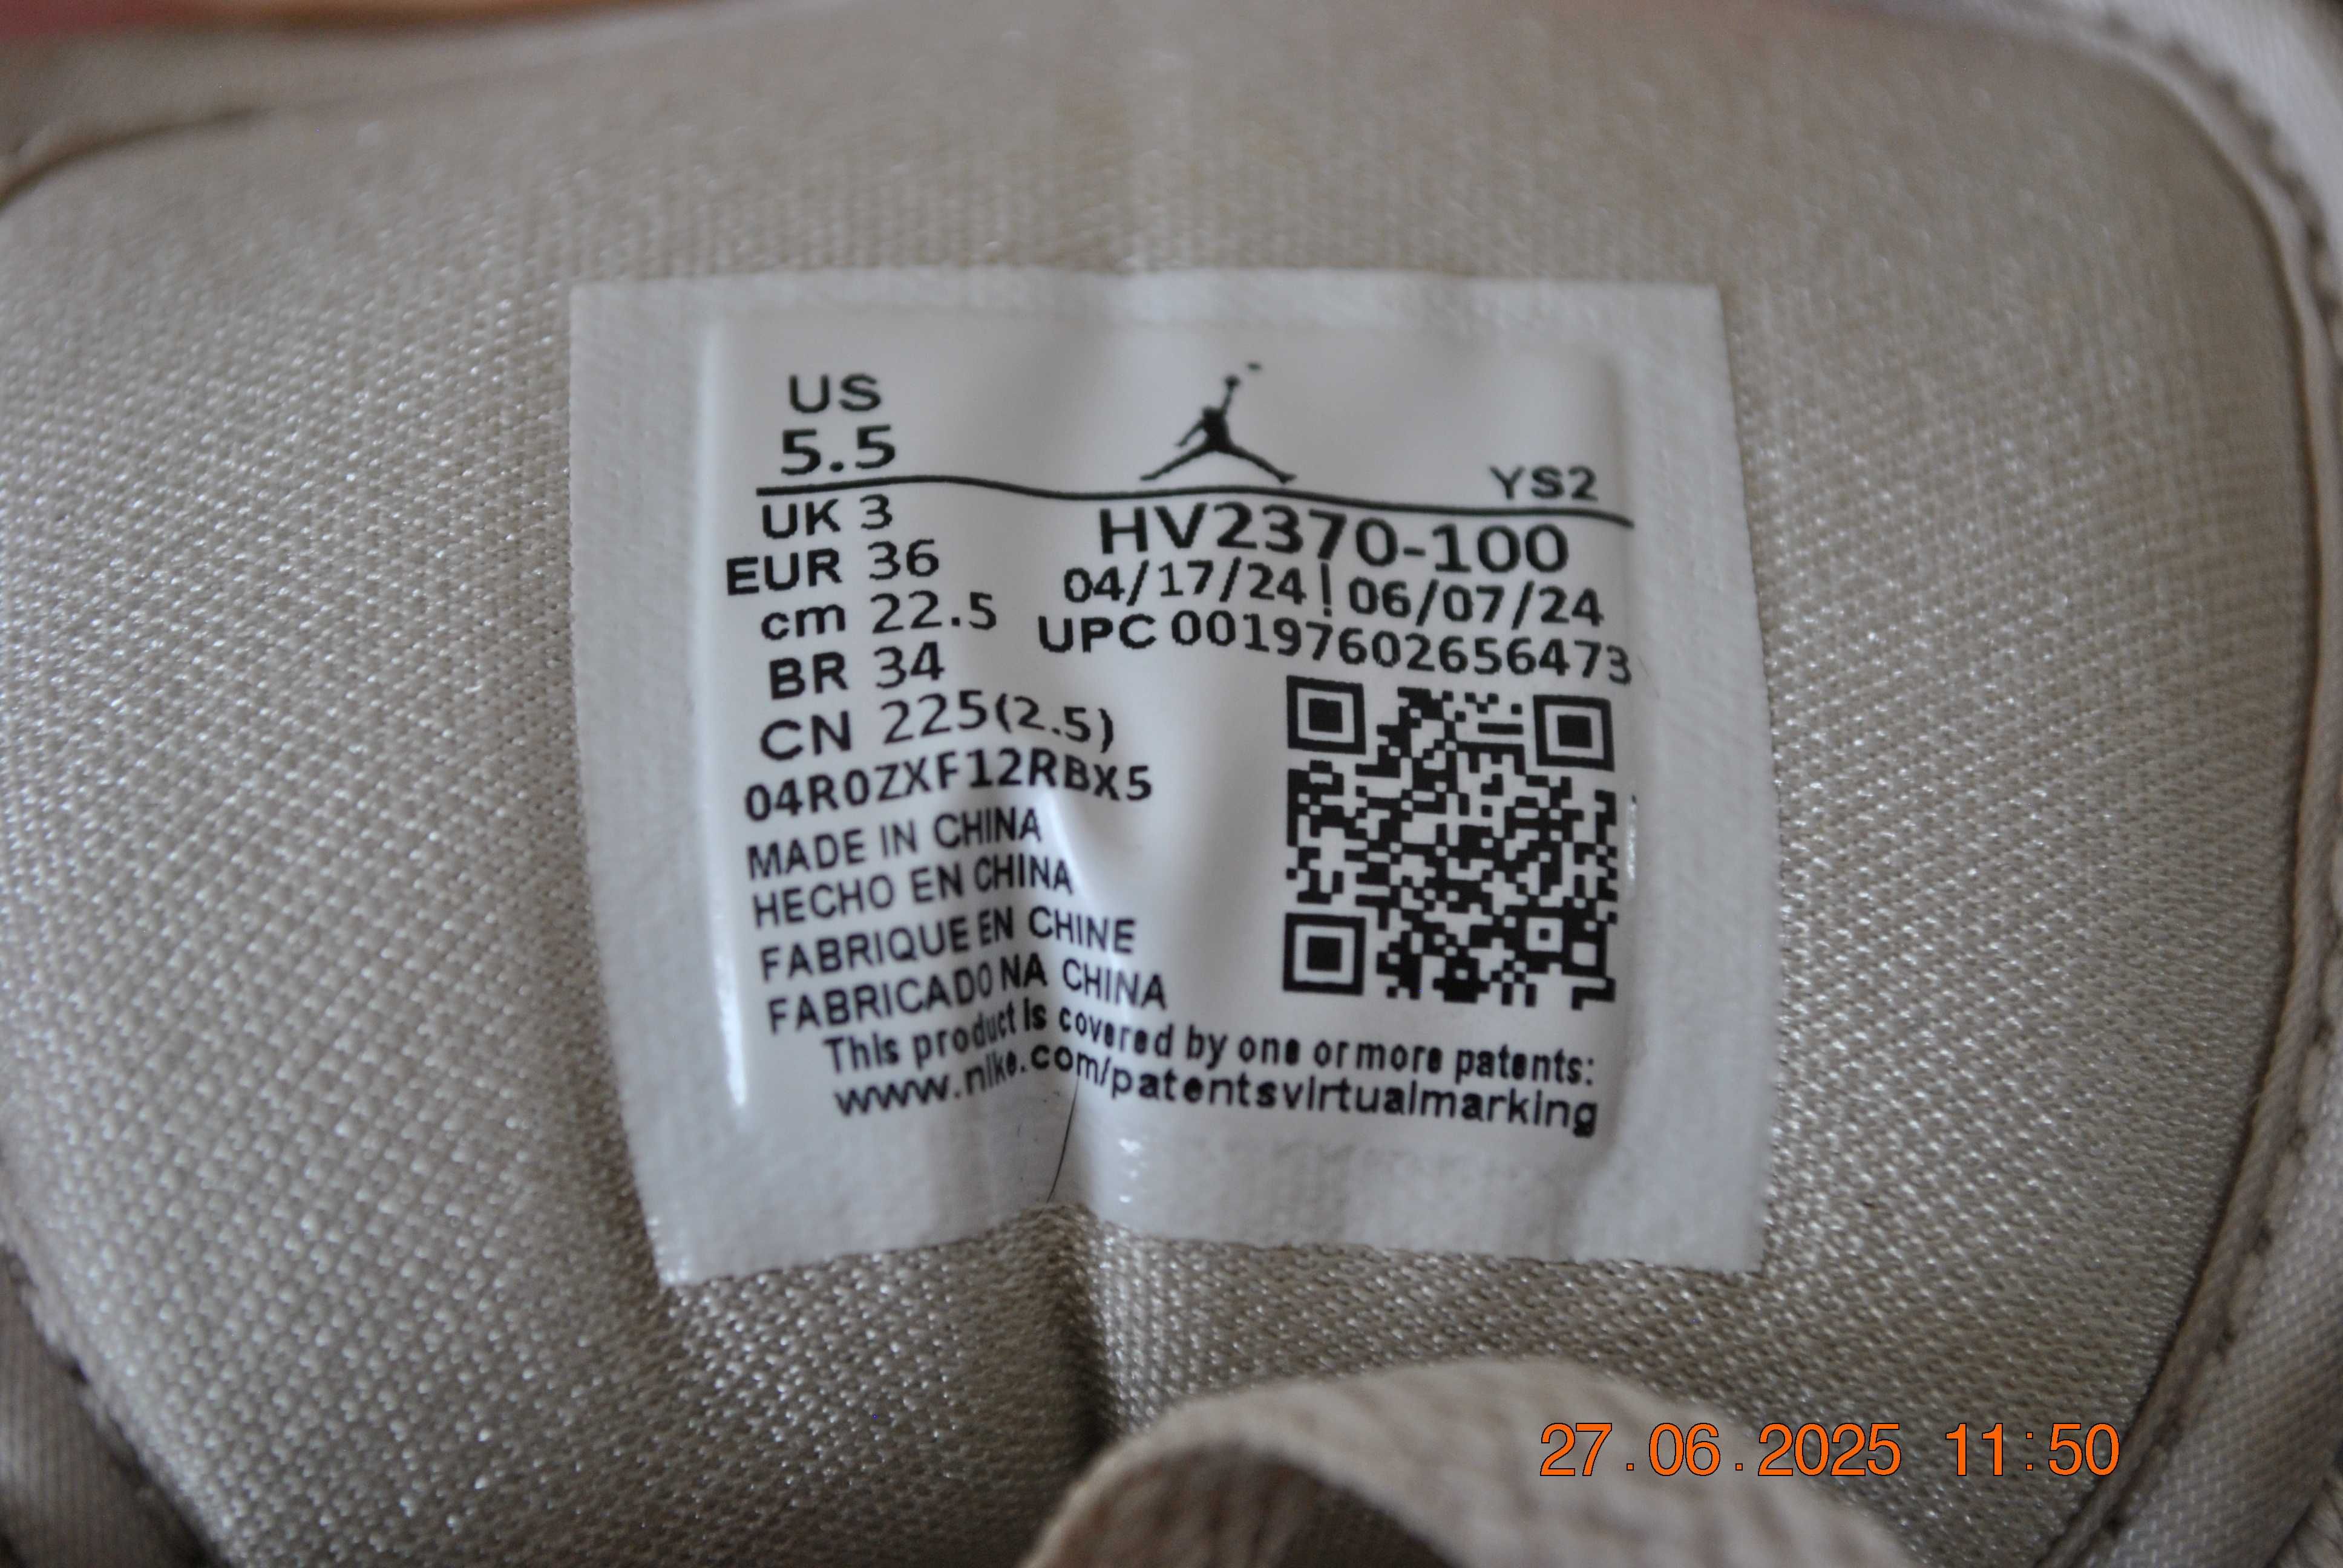 US
5.5
YS2
UK 3
EUR 36
cm 22.5
BR 34
CN 225(2.5)
HV2370-100
04/17/24 | 06/07/24
UPC 00197602656473
04R0ZXF12RBX5
MADE IN CHINA
HECHO EN CHINA
FABRIQUE EN CHINE
FABRICADO NA CHINA
This product is covered by one or more patents:
www.nike.com/patentsvirtualmarking
27.06.2025 11:50